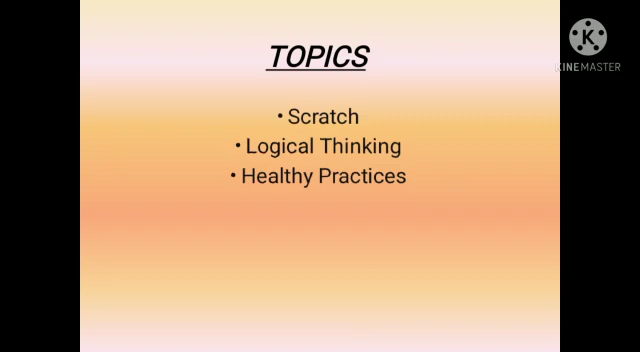 TOPICS
• Scratch
• Logical Thinking
• Healthy Practices
K
KINEMASTER